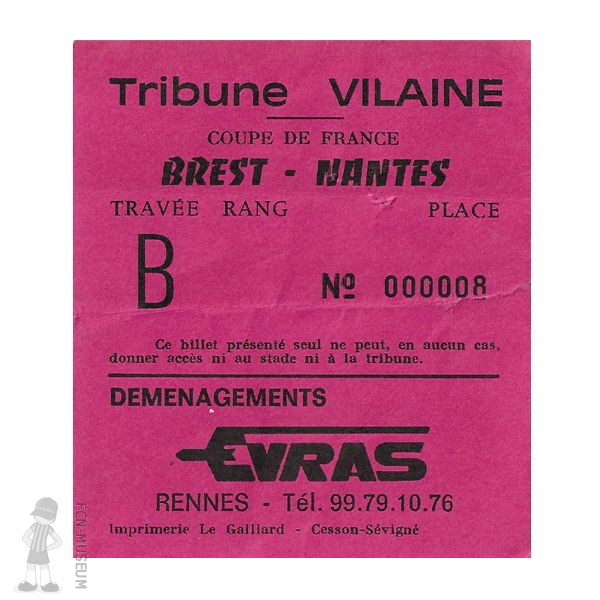 Tribune VILAINE
COUPE DE FRANCE
BREST - NANTES
TRAVÉE RANG PLACE
B Nº 000008
Ce billet présenté seul ne peut, en aucun cas,
donner accès ni au stade ni à la tribune.
DEMENAGEMENTS
EVRAS
RENNES - Tél. 99.79.10.76
Imprimerie Le Galliard - Cesson-Sévigné
FCN-MUSEUM